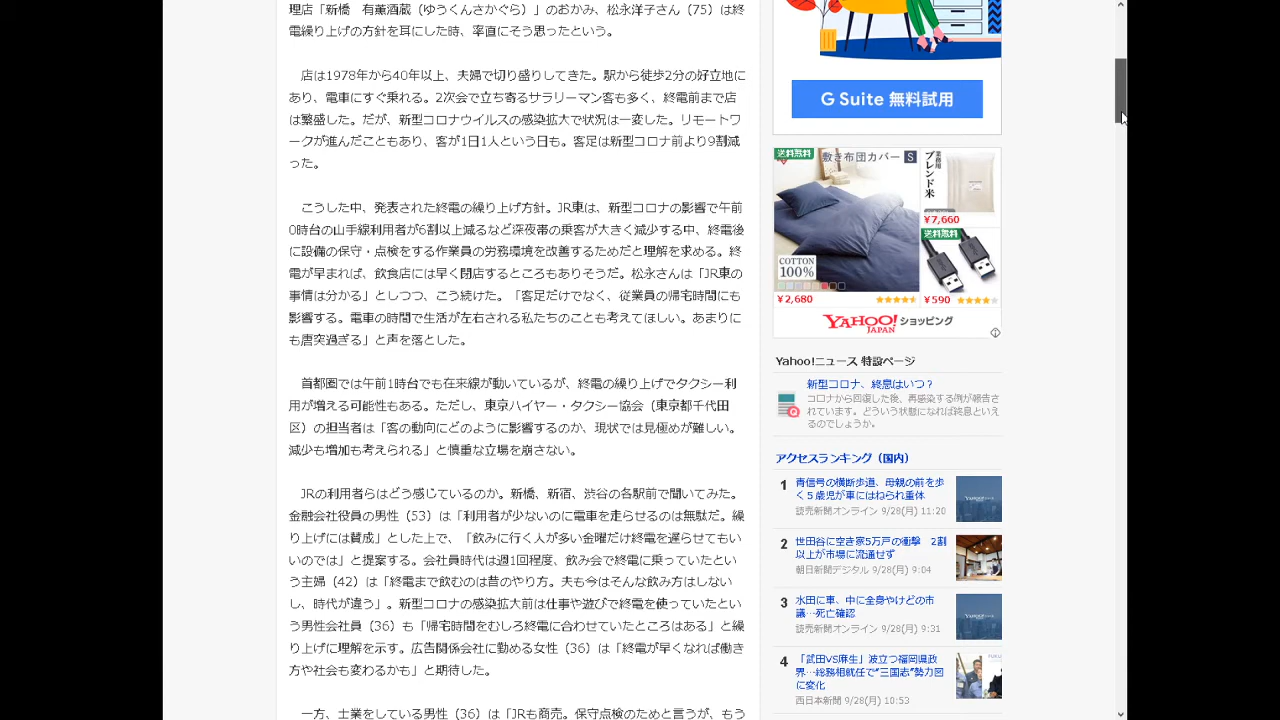 理店「新橋　有薫酒蔵（ゆうくんさかぐら）」のおかみ、松永洋子さん（75）は終
電繰り上げの方針を耳にした時、率直にそう思ったという。
店は1978年から40年以上、夫婦で切り盛りしてきた。駅から徒歩2分の好立地に
あり、電車にすぐ乗れる。2次会で立ち寄るサラリーマン客も多く、終電前まで店
は繁盛した。だが、新型コロナウイルスの感染拡大で状況は一変した。リモートワ
ークが進んだこともあり、客が1日1人という日も。客足は新型コロナ前より9割減
った。
こうした中、発表された終電の繰り上げ方針。JR東は、新型コロナの影響で午前
0時台の山手線利用者が6割以上減るなど深夜帯の乗客が大きく減少する中、終電後
に設備の保守・点検をする作業員の労務環境を改善するためだと理解を求める。終
電が早まれば、飲食店には早く閉店するところもありそうだ。松永さんは「JR東の
事情は分かる」としつつ、こう続けた。「客足だけでなく、従業員の帰宅時間にも
影響する。電車の時間で生活が左右される私たちのことも考えてほしい。あまりに
も唐突過ぎる」と声を落とした。
首都圏では午前1時台でも在来線が動いているが、終電の繰り上げでタクシー利
用が増える可能性もある。ただし、東京ハイヤー・タクシー協会（東京都千代田
区）の担当者は「客の動向にどのように影響するのか、現状では見極めが難しい。
減少も増加も考えられる」と慎重な立場を崩さない。
JRの利用者らはどう感じているのか。新橋、新宿、渋谷の各駅前で聞いてみた。
金融会社役員の男性（53）は「利用者が少ないのに電車を走らせるのは無駄だ。繰
り上げには賛成」とした上で、「飲みに行く人が多い金曜だけ終電を遅らせてもい
いのでは」と提案する。会社員時代は週1回程度、飲み会で終電に乗っていたとい
う主婦（42）は「終電まで飲むのは昔のやり方。夫も今はそんな飲み方はしない
し、時代が違う」。新型コロナの感染拡大前は仕事や遊びで終電を使っていたとい
う男性会社員（36）も「帰宅時間をむしろ終電に合わせていたところはある」と繰
り上げに理解を示す。広告関係会社に勤める女性（36）は「終電が早くなれば働き
方や社会も変わるかも」と期待した。
一方、士業をしている男性（36）は「JRも商売。保守点検のためと言うが、もう
G Suite 無料試用
送料無料
敷き布団カバー S
COTTON
100%
¥2,680
業務用
ブレンド米
¥7,660
送料無料
¥590
YAHOO! JAPAN ショッピング
Yahoo!ニュース 特設ページ
新型コロナ、終息はいつ？
コロナから回復した後、再感染する例が報告さ
れています。どういう状態になれば終息といえ
るのでしょうか。
アクセスランキング（国内）
1 青信号の横断歩道、母親の前を歩
く５歳児が車にはねられ重体
読売新聞オンライン 9/28(月) 11:20
2 世田谷に空き家5万戸の衝撃　2割
以上が市場に流通せず
朝日新聞デジタル 9/28(月) 9:04
3 水田に車、中に全身やけどの市
議…死亡確認
読売新聞オンライン 9/28(月) 9:31
4 「武田VS麻生」波立つ福岡県政
界…総務相就任で“三国志”勢力図
に変化
西日本新聞 9/28(月) 10:53